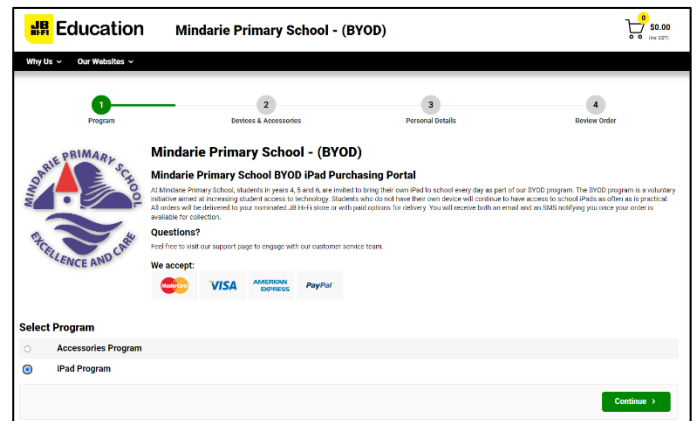 JB HI-FI Education
Mindarie Primary School - (BYOD)
0
$0.00
(inc GST)
Why Us
Our Websites
1
2
3
4
Program
Devices & Accessories
Personal Details
Review Order
MINDARIE PRIMARY SCHOOL
EXCELLENCE AND CARE
Mindarie Primary School - (BYOD)
Mindarie Primary School BYOD iPad Purchasing Portal
At Mindarie Primary School, students in years 4, 5 and 6, are invited to bring their own iPad to school every day as part of our BYOD program. The BYOD program is a voluntary
initiative aimed at increasing student access to technology. Students who do not have their own device will continue to have access to school iPads as often as is practical.
All orders will be delivered to your nominated JB Hi-Fi store or with paid options for delivery. You will receive both an email and an SMS notifying you once your order is
available for collection.
Questions?
Feel free to visit our support page to engage with our customer service team.
We accept:
MasterCard
VISA
AMERICAN
EXPRESS
PayPal
Select Program
Accessories Program
iPad Program
Continue >